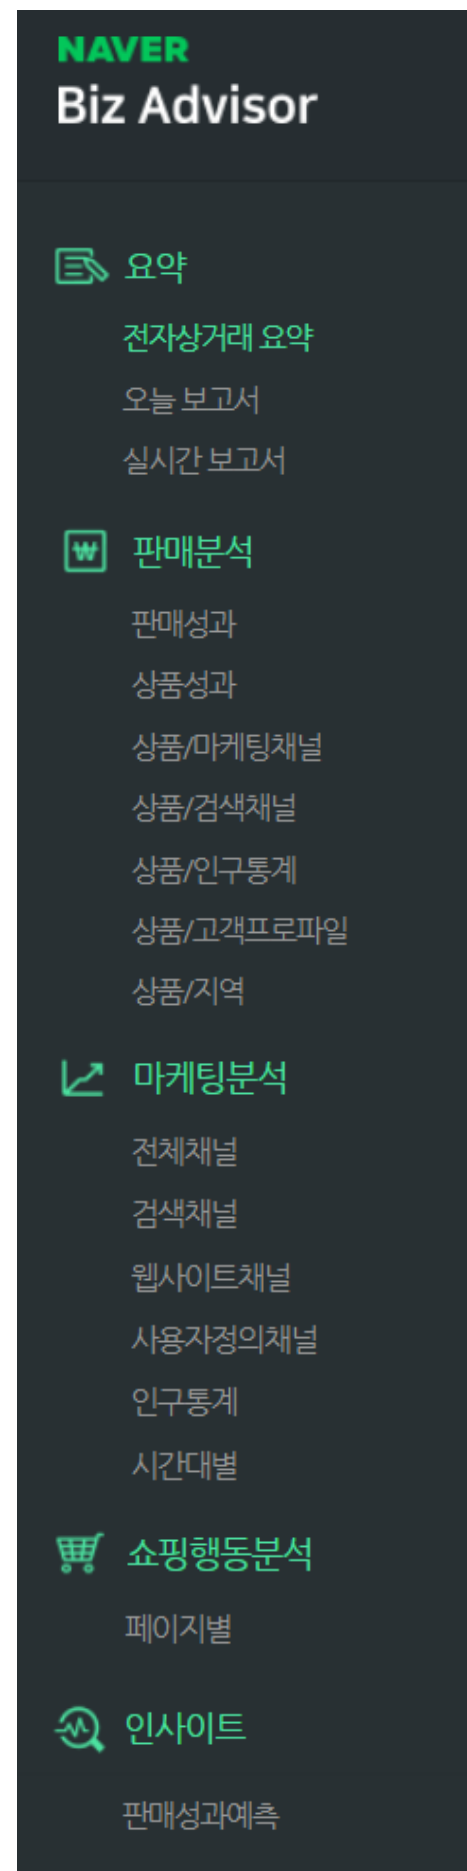 NAVER
Biz Advisor
요약
전자상거래 요약
오늘 보고서
실시간 보고서
판매분석
판매성과
상품성과
상품/마케팅채널
상품/검색채널
상품/인구통계
상품/고객프로파일
상품/지역
마케팅분석
전체채널
검색채널
웹사이트채널
사용자정의채널
인구통계
시간대별
쇼핑행동분석
페이지별
인사이트
판매성과예측